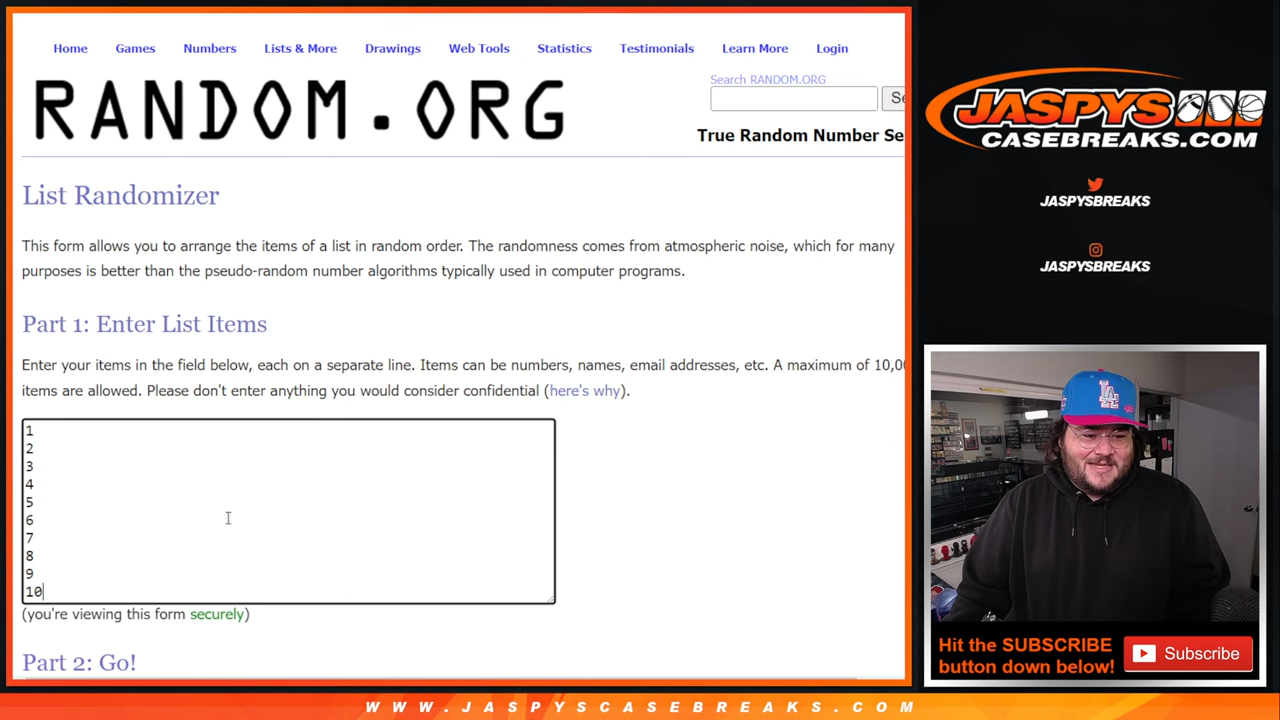 Home Games Numbers Lists & More Drawings Web Tools Statistics Testimonials Learn More Login
RANDOM.ORG
Search RANDOM.ORG
Se
True Random Number Se
List Randomizer
This form allows you to arrange the items of a list in random order. The randomness comes from atmospheric noise, which for many
purposes is better than the pseudo-random number algorithms typically used in computer programs.
Part 1: Enter List Items
Enter your items in the field below, each on a separate line. Items can be numbers, names, email addresses, etc. A maximum of 10,00
items are allowed. Please don't enter anything you would consider confidential (here's why).
1
2
3
4
5
6
7
8
9
10
(you're viewing this form securely)
Part 2: Go!
JASPYS
CASEBREAKS.COM
JASPYSBREAKS
JASPYSBREAKS
LA
Hit the SUBSCRIBE
button down below!
Subscribe
WWW.JASPYSCASEBREAKS.COM